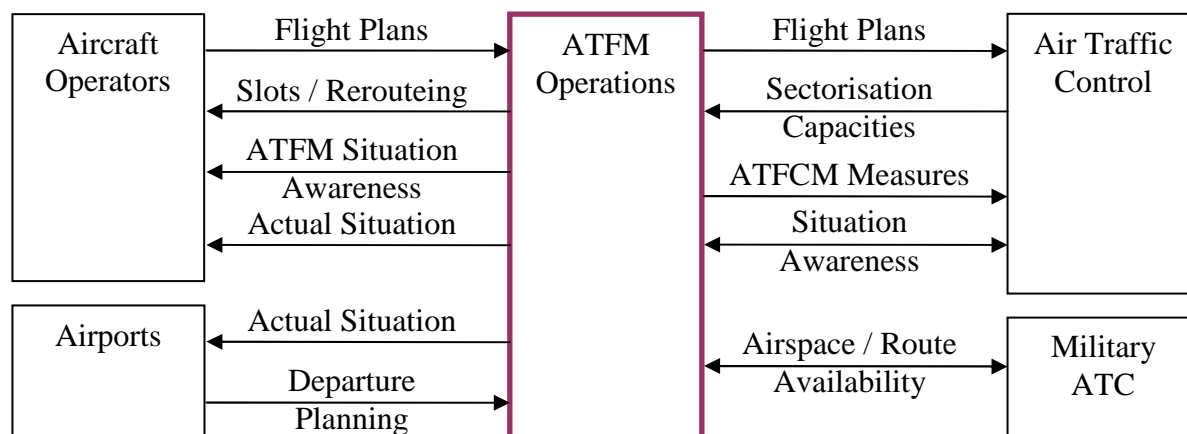 Aircraft
Operators
Flight Plans
Slots / Rerouteing
ATFM Situation
Awareness
Actual Situation
Airports
Actual Situation
Departure
Planning
ATFM
Operations
Flight Plans
Sectorisation
Capacities
ATFCM Measures
Situation
Awareness
Airspace / Route
Availability
Air Traffic
Control
Military
ATC